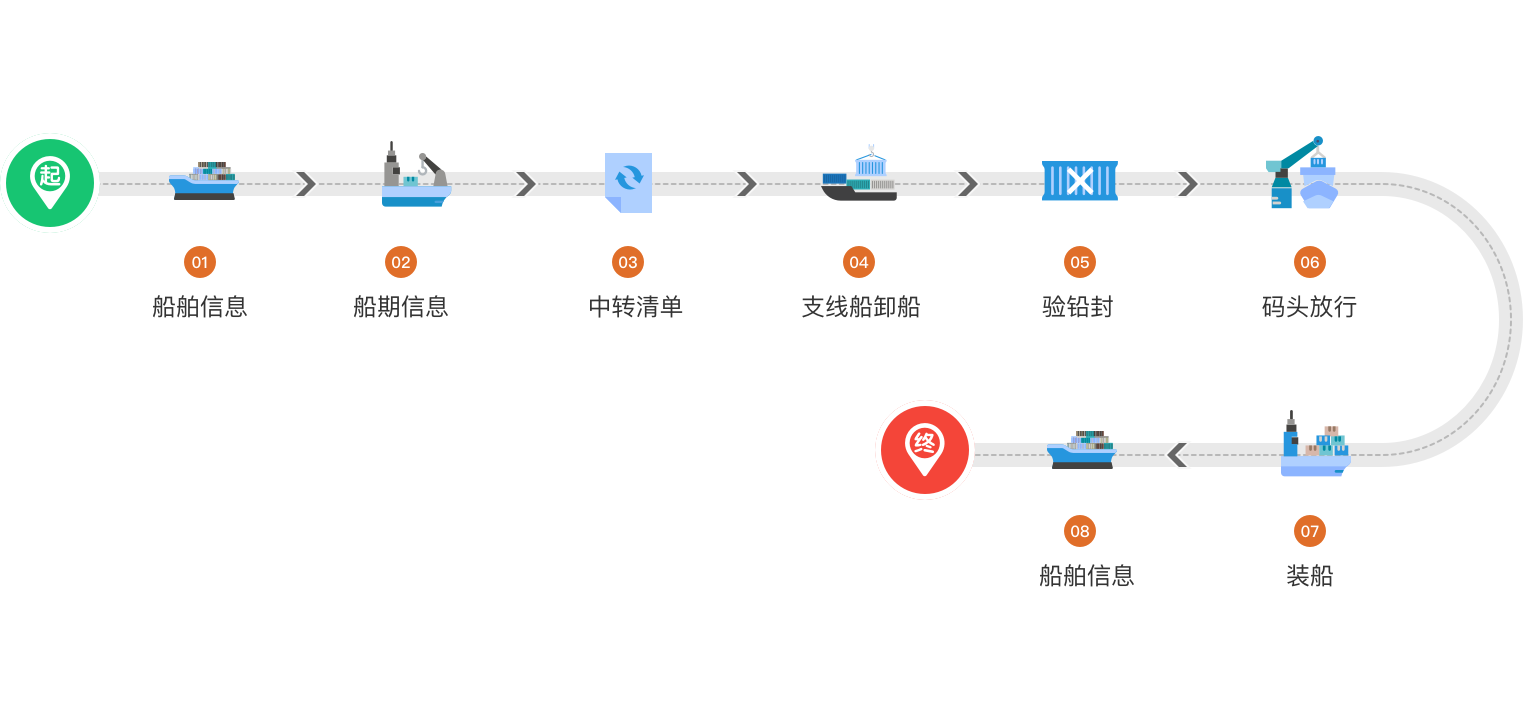 起
01
船舶信息
02
船期信息
03
中转清单
04
支线船卸船
05
验铅封
06
码头放行
07
装船
08
船舶信息
终